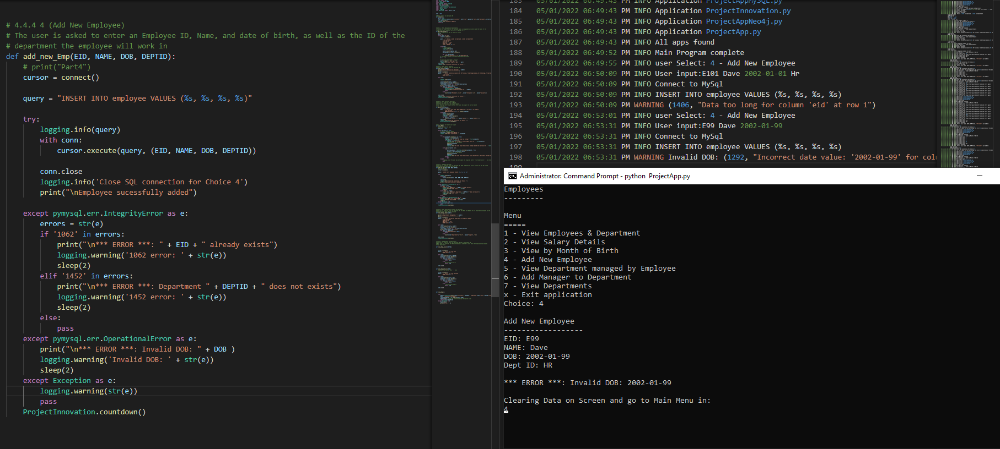 # 4.4.4 4 (Add New Employee)
# The user is asked to enter an Employee ID, Name, and date of birth, as well as the ID of the
# department the employee will work in
def add_new_Emp(EID, NAME, DOB, DEPTID):
# print("Part4")
cursor = connect()
query = "INSERT INTO employee VALUES (%s, %s, %s, %s)"
try:
logging.info(query)
with conn:
cursor.execute(query, (EID, NAME, DOB, DEPTID))
conn.close
logging.info('Close SQL connection for Choice 4')
print("\nEmployee sucessfully added")
except pymysql.err.IntegrityError as e:
errors = str(e)
if '1062' in errors:
print("\n*** ERROR ***: " + EID + " already exists")
logging.warning('1062 error: ' + str(e))
sleep(2)
elif '1452' in errors:
print("\n*** ERROR ***: Department " + DEPTID + " does not exists")
logging.warning('1452 error: ' + str(e))
sleep(2)
else:
pass
except pymysql.err.OperationalError as e:
print("\n*** ERROR ***: Invalid DOB: " + DOB )
logging.warning('Invalid DOB: ' + str(e))
sleep(2)
except Exception as e:
logging.warning(str(e))
pass
ProjectInnovation.countdown()
183 05/01/2022 06:49:43 PM INFO Application ProjectAppMySQL.py
184 05/01/2022 06:49:43 PM INFO Application ProjectInnovation.py
185 05/01/2022 06:49:43 PM INFO Application ProjectAppNeo4j.py
186 05/01/2022 06:49:43 PM INFO Application ProjectApp.py
187 05/01/2022 06:49:43 PM INFO All apps found
188 05/01/2022 06:49:52 PM INFO Main Program complete
189 05/01/2022 06:49:55 PM INFO user Select: 4 - Add New Employee
190 05/01/2022 06:50:09 PM INFO User input:E101 Dave 2002-01-01 Hr
191 05/01/2022 06:50:09 PM INFO Connect to MySql
192 05/01/2022 06:50:09 PM INFO INSERT INTO employee VALUES (%s, %s, %s, %s)
193 05/01/2022 06:50:09 PM WARNING (1406, "Data too long for column 'eid' at row 1")
194 05/01/2022 06:53:01 PM INFO user Select: 4 - Add New Employee
195 05/01/2022 06:53:31 PM INFO User input:E99 Dave 2002-01-99
196 05/01/2022 06:53:31 PM INFO Connect to MySql
197 05/01/2022 06:53:31 PM INFO INSERT INTO employee VALUES (%s, %s, %s, %s)
198 05/01/2022 06:53:31 PM WARNING Invalid DOB: (1292, "Incorrect date value: '2002-01-99' for colu
199
Administrator: Command Prompt - python ProjectApp.py
Employees
---------
Menu
=====
1 - View Employees & Department
2 - View Salary Details
3 - View by Month of Birth
4 - Add New Employee
5 - View Department managed by Employee
6 - Add Manager to Department
7 - View Departments
x - Exit application
Choice: 4
Add New Employee
------------------
EID: E99
NAME: Dave
DOB: 2002-01-99
Dept ID: HR
*** ERROR ***: Invalid DOB: 2002-01-99
Clearing Data on Screen and go to Main Menu in:
4